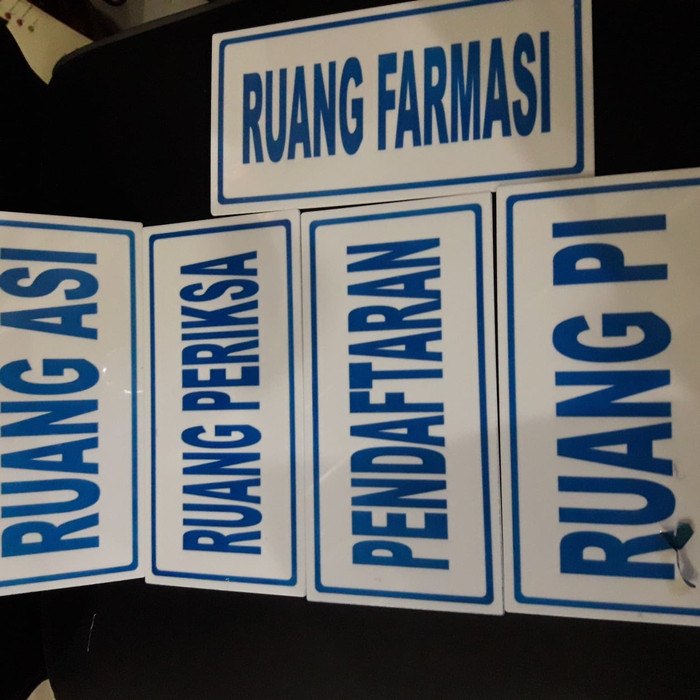 RUANG FARMASI
RUANG ASI
RUANG PERIKSA
PENDAFTARAN
RUANG PI